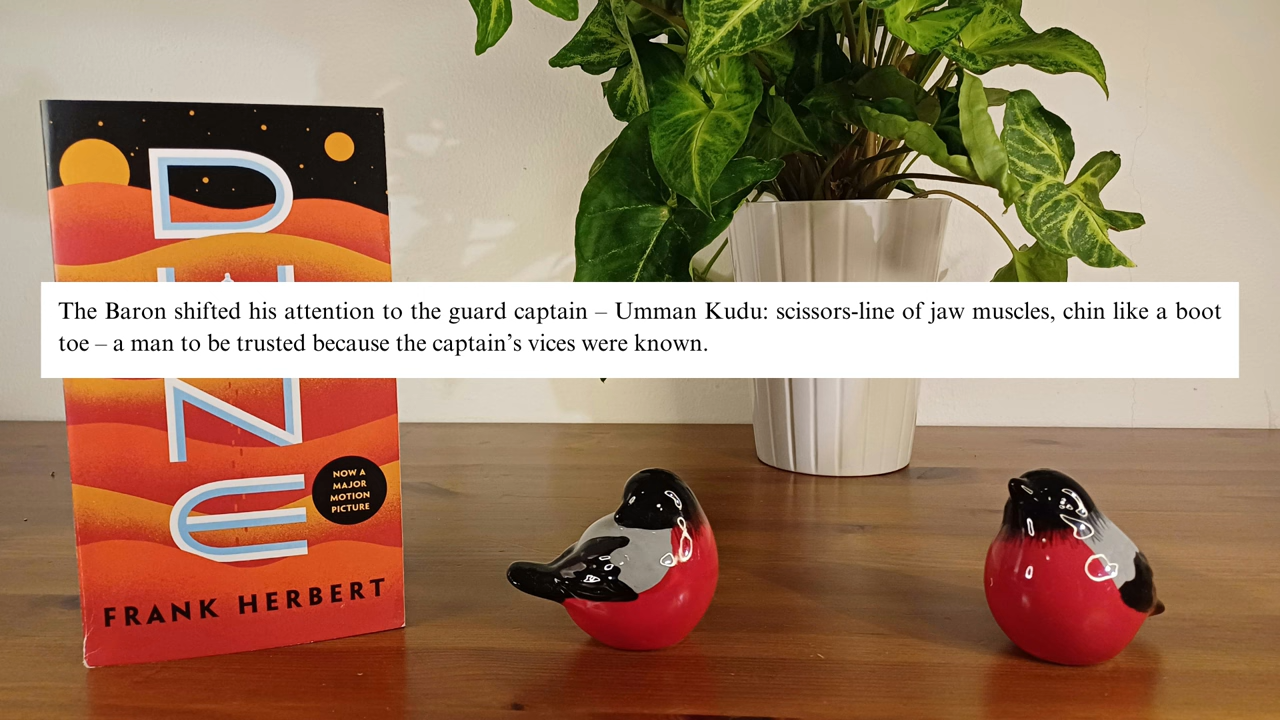 DUNE
The Baron shifted his attention to the guard captain – Umman Kudu: scissors-line of jaw muscles, chin like a boot
toe – a man to be trusted because the captain’s vices were known.
NOW A
MAJOR
MOTION
PICTURE
FRANK HERBERT